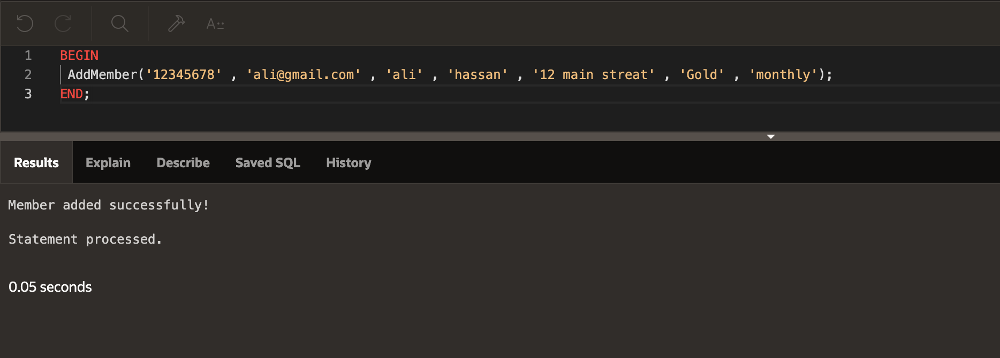 A
1 BEGIN
2 AddMember('12345678' , 'ali@gmail.com' , 'ali' , 'hassan' , '12 main streat' , 'Gold' , 'monthly');
3 END;
Results Explain Describe Saved SQL History
Member added successfully!
Statement processed.
0.05 seconds